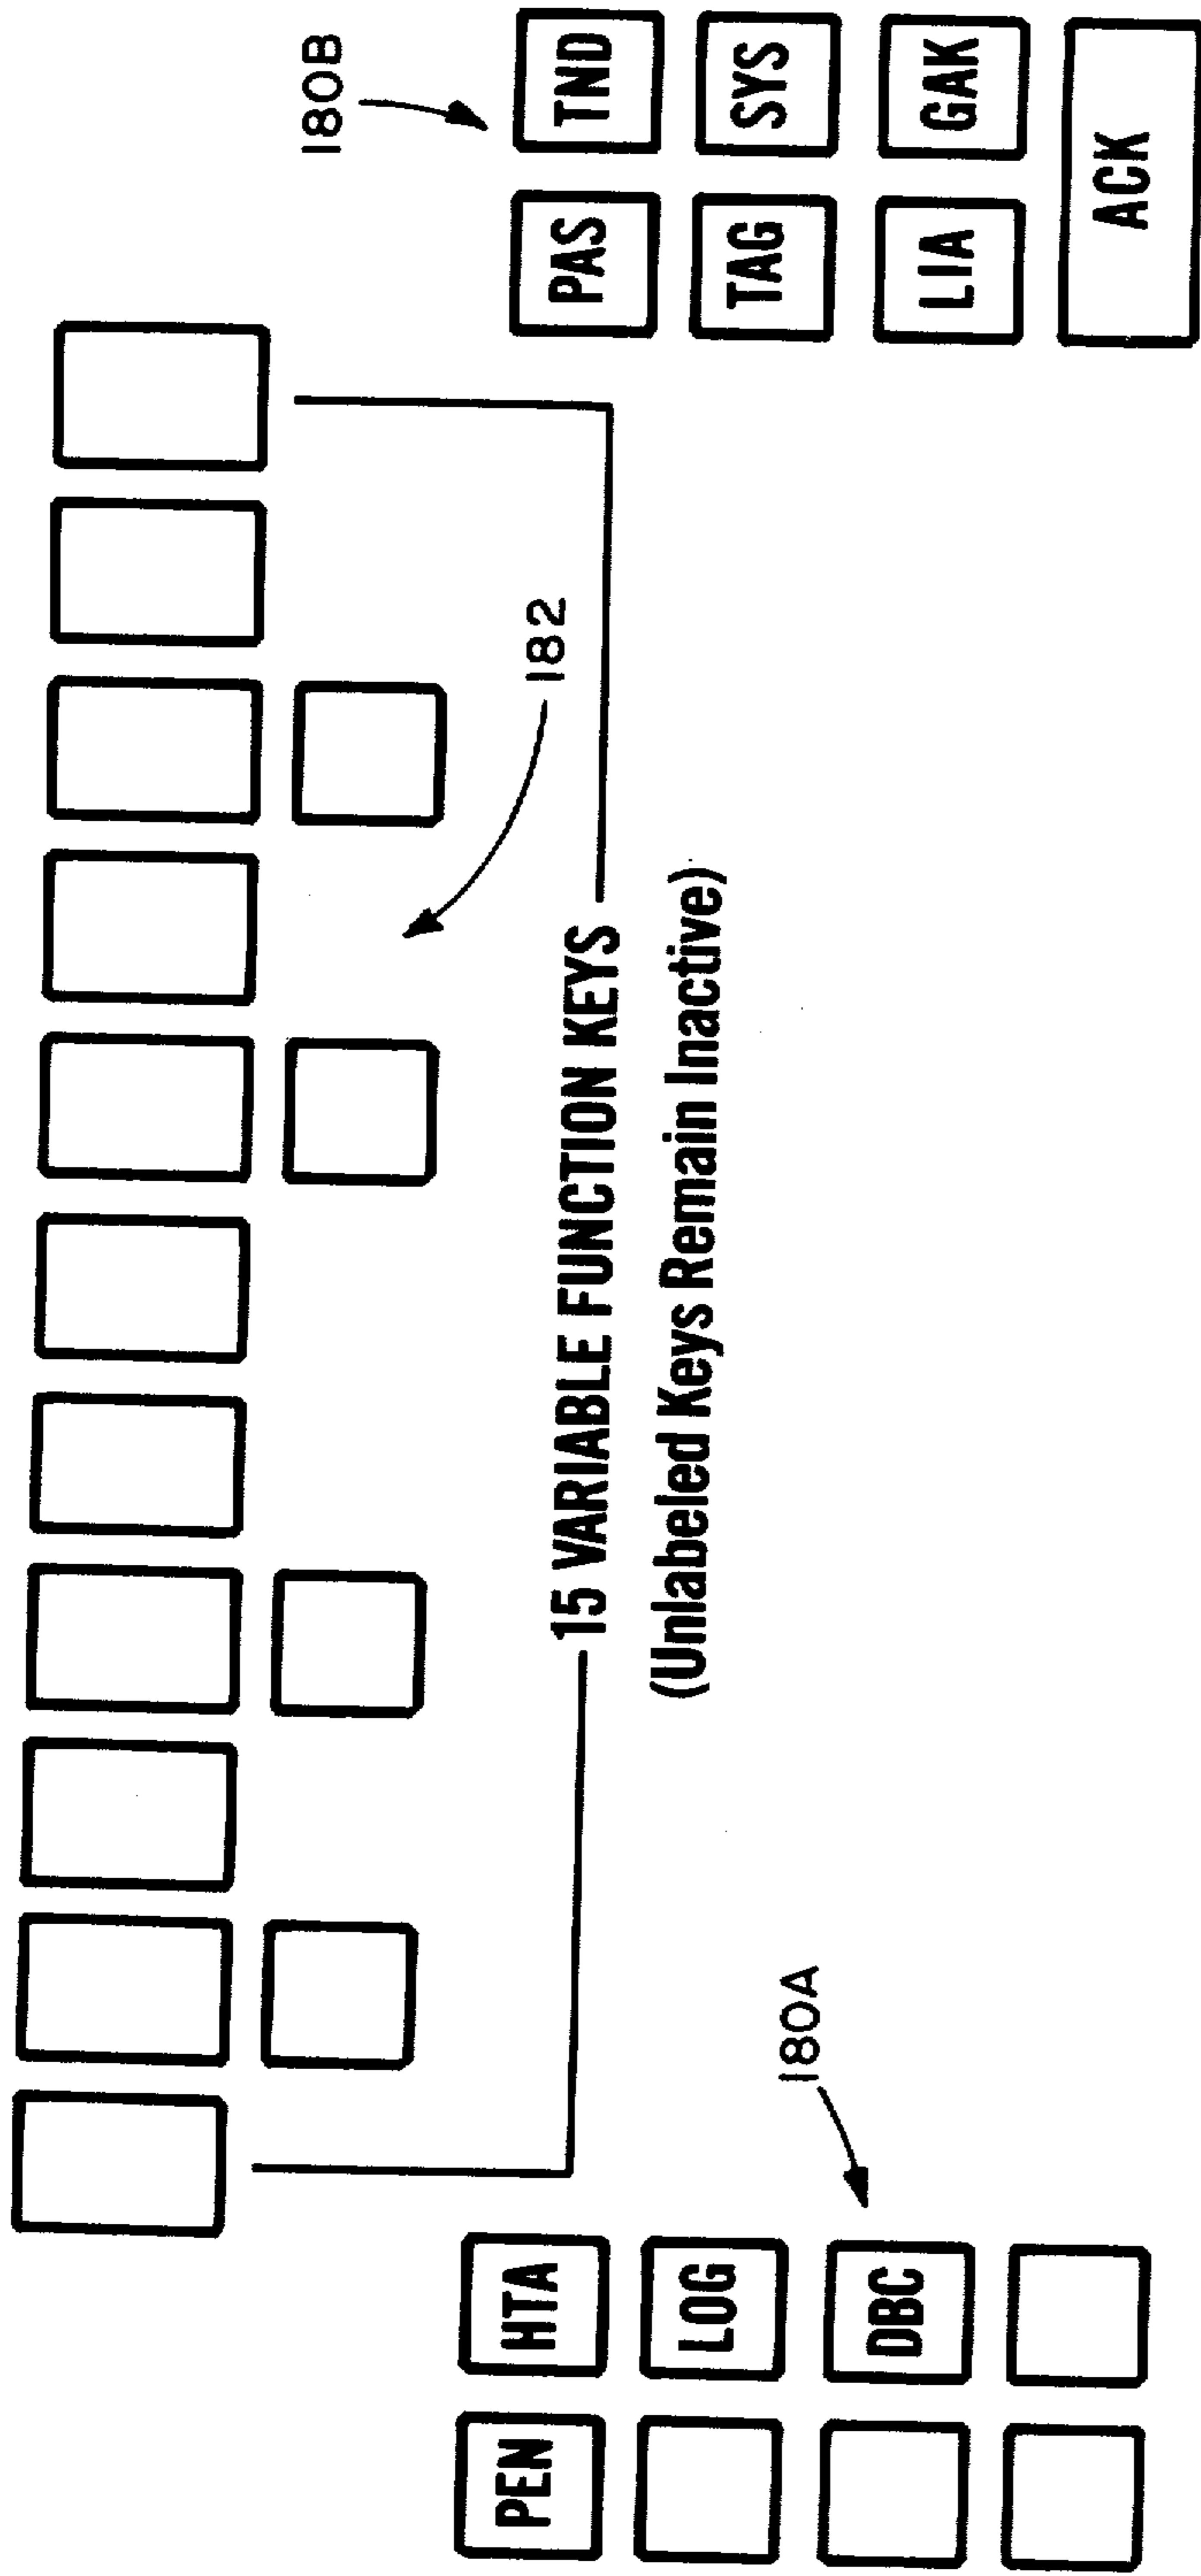 180B
182
15 VARIABLE FUNCTION KEYS
(Unlabeled Keys Remain Inactive)
180A
PEN HTA
LOG
DBC
PAS TND
TAG SYS
LIA GAK
ACK